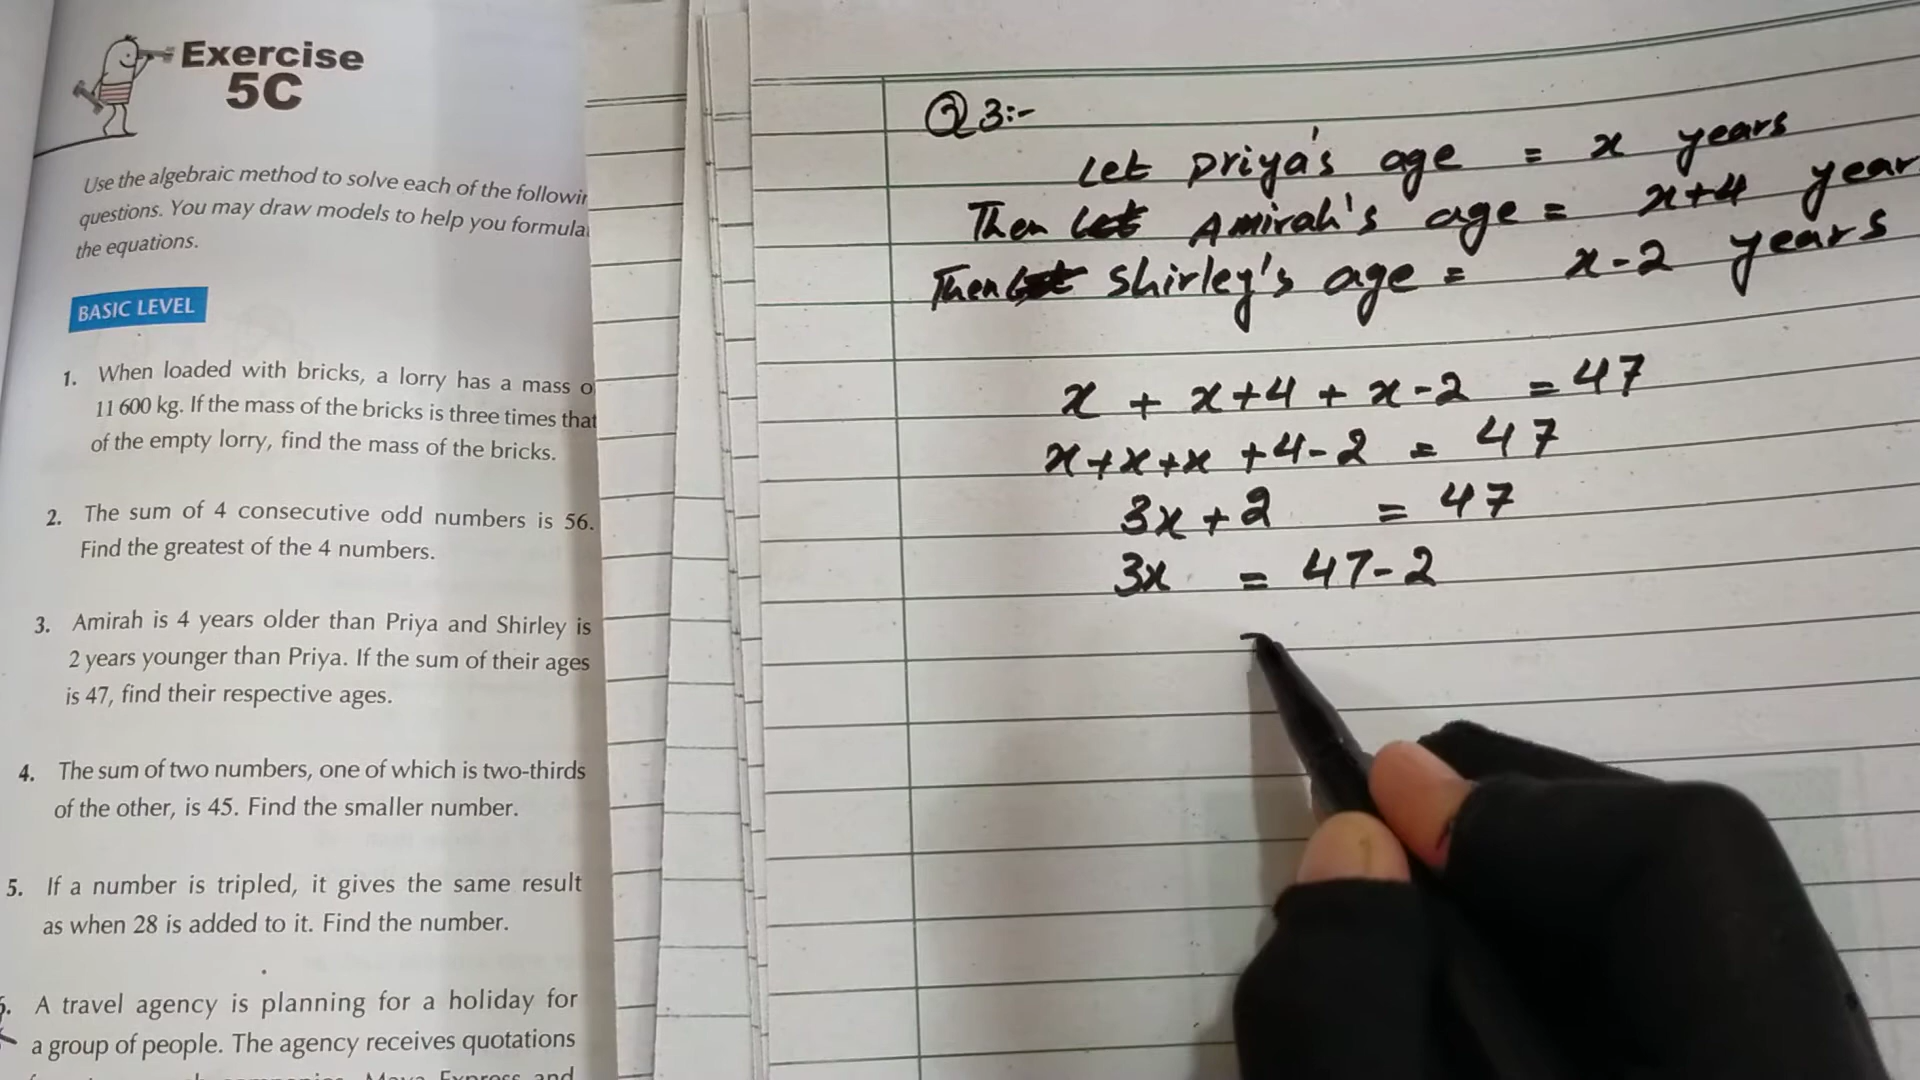 Exercise
5C
Use the algebraic method to solve each of the followin
questions. You may draw models to help you formula
the equations.
BASIC LEVEL
1. When loaded with bricks, a lorry has a mass o
11 600 kg. If the mass of the bricks is three times that
of the empty lorry, find the mass of the bricks.
2. The sum of 4 consecutive odd numbers is 56.
Find the greatest of the 4 numbers.
3. Amirah is 4 years older than Priya and Shirley is
2 years younger than Priya. If the sum of their ages
is 47, find their respective ages.
4. The sum of two numbers, one of which is two-thirds
of the other, is 45. Find the smaller number.
5. If a number is tripled, it gives the same result
as when 28 is added to it. Find the number.
6. A travel agency is planning for a holiday for
a group of people. The agency receives quotations
Express and
Q3:-
Let Priya's age = x years
Then Let Amirah's age = x+4 year
Then Let Shirley's age = x-2 years
x + x+4 + x-2 = 47
x+x+x +4-2 = 47
3x+2 = 47
3x = 47-2